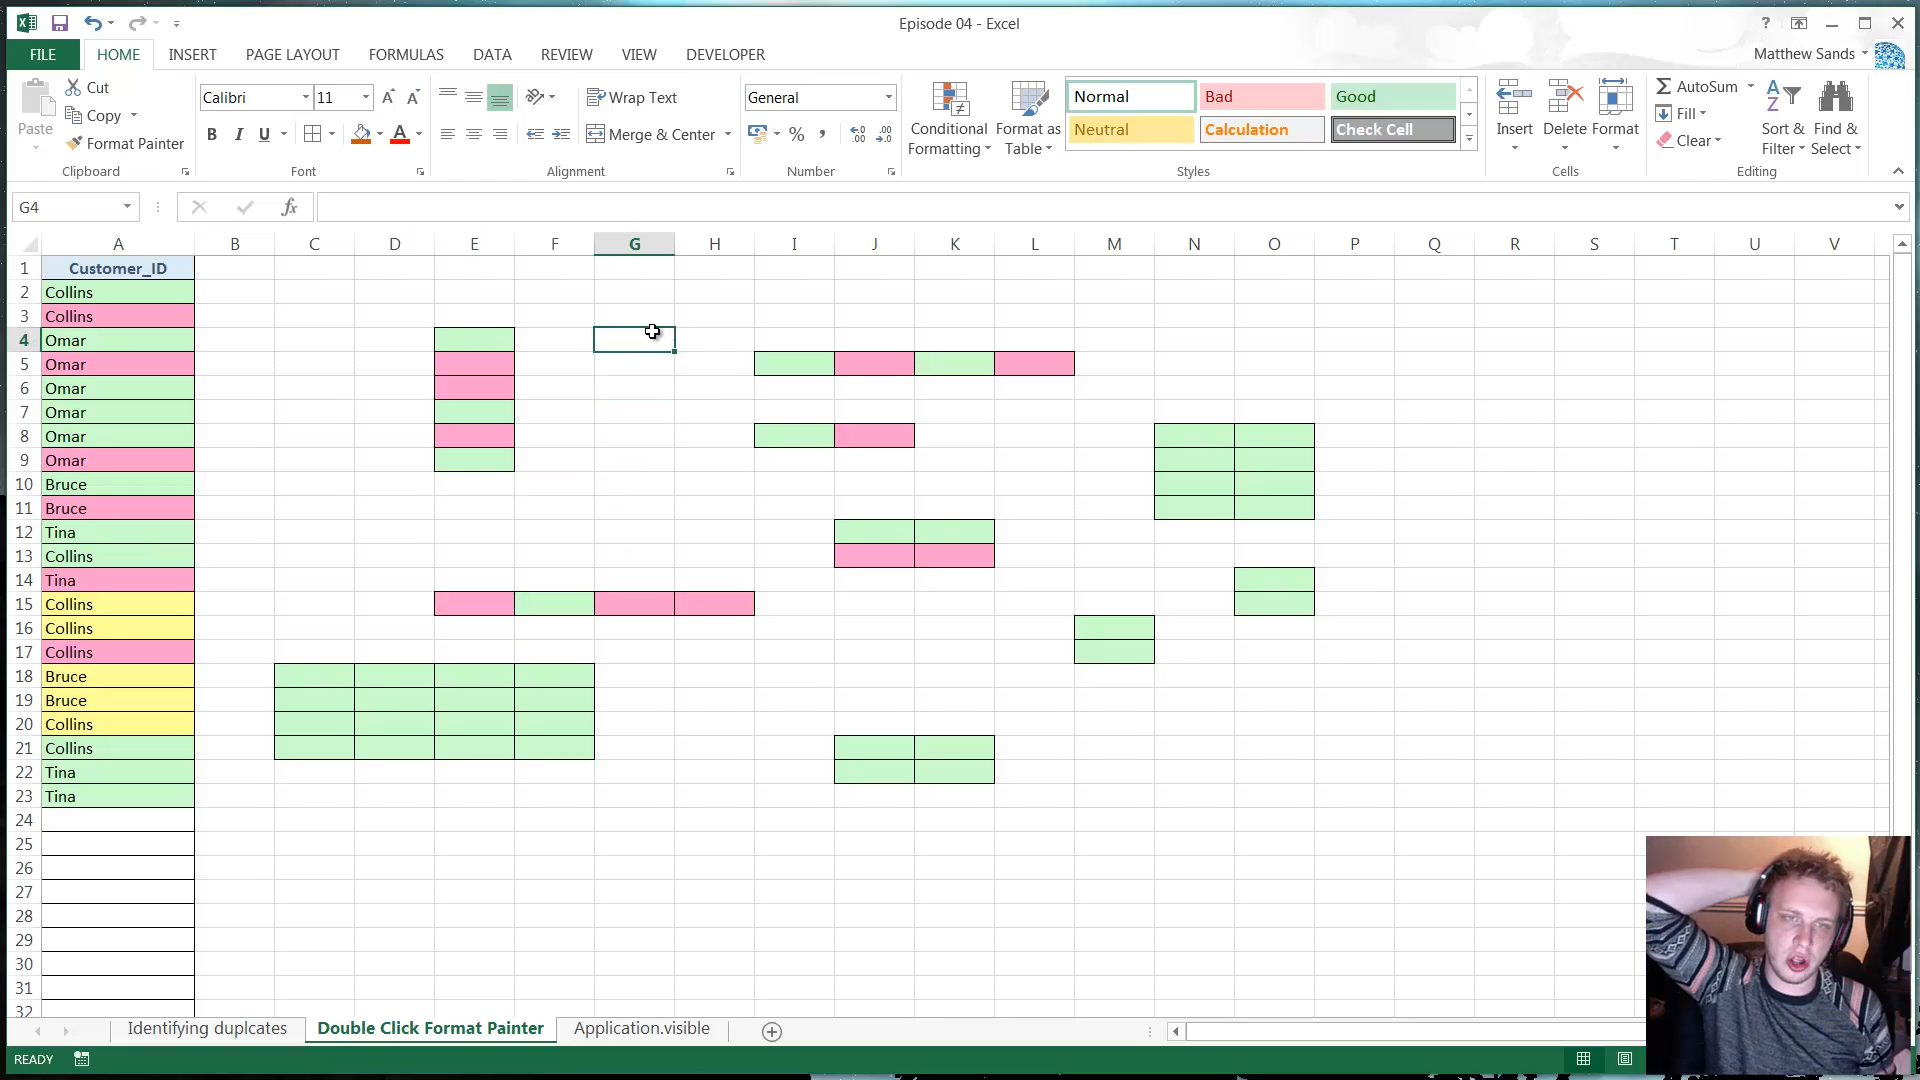 Episode 04 - Excel
?
FILE HOME INSERT PAGE LAYOUT FORMULAS DATA REVIEW VIEW DEVELOPER
Matthew Sands
Paste
Cut
Copy
Format Painter
Clipboard
Calibri 11
B I U
Font
Wrap Text
Merge & Center
Alignment
General
%
Number
Conditional Formatting
Format as Table
Normal Bad Good
Neutral Calculation Check Cell
Styles
Insert Delete Format
Cells
AutoSum
Fill
Clear
Sort & Filter
Find & Select
Editing
G4
fx
A B C D E F G H I J K L M N O P Q R S T U V
1 Customer_ID
2 Collins
3 Collins
4 Omar
5 Omar
6 Omar
7 Omar
8 Omar
9 Omar
10 Bruce
11 Bruce
12 Tina
13 Collins
14 Tina
15 Collins
16 Collins
17 Collins
18 Bruce
19 Bruce
20 Collins
21 Collins
22 Tina
23 Tina
24
25
26
27
28
29
30
31
32
Identifying duplcates Double Click Format Painter Application.visible
READY